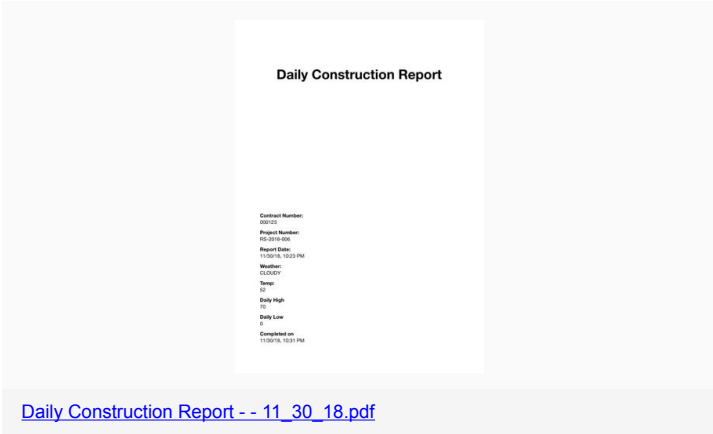 Daily Construction Report
Contract Number:
000123
Project Number:
RS-2018-006
Report Date:
11/30/18, 10:23 PM
Weather:
CLOUDY
Temp:
52
Daily High
70
Daily Low
0
Completed on
11/30/18, 10:31 PM
Daily Construction Report - - 11_30_18.pdf